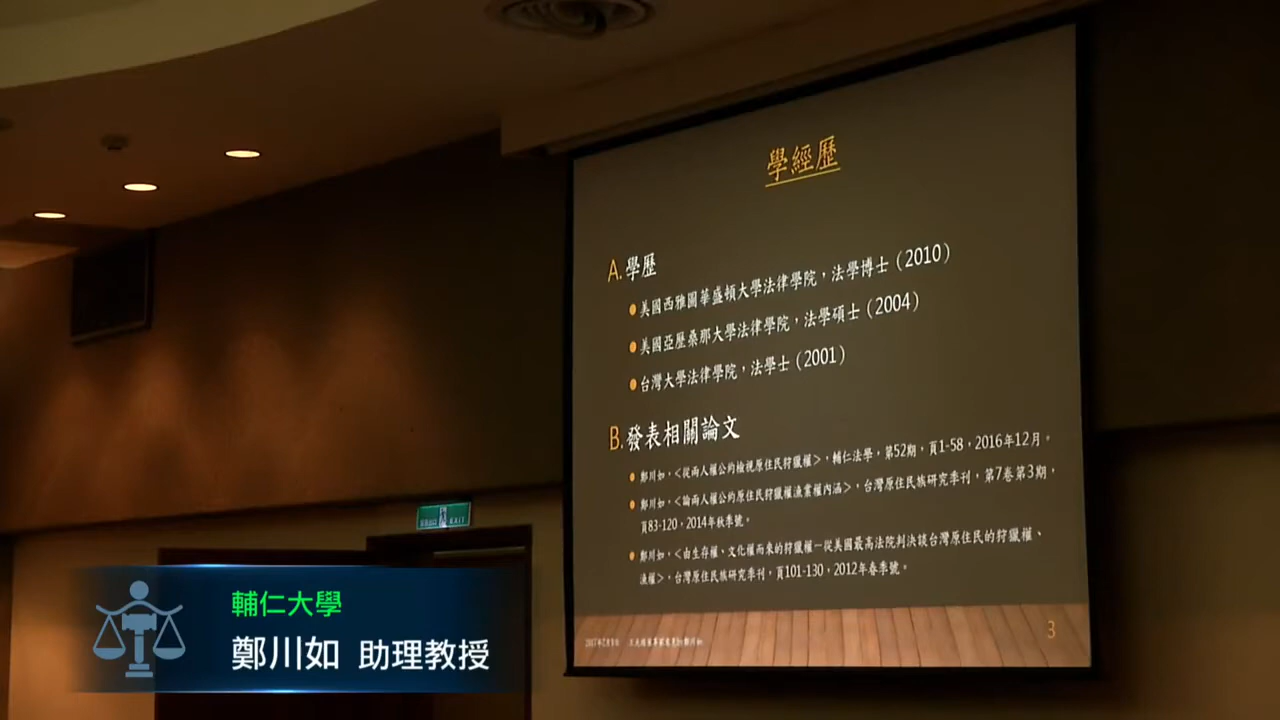 學經歷
A.學歷
美國西雅圖華盛頓大學法律學院，法學博士（2010）
美國亞歷桑那大學法律學院，法學碩士（2004）
台灣大學法律學院，法學士（2001）
B.發表相關論文
鄭川如，<從兩人權公約檢視原住民狩獵權>，輔仁法學，第52期，頁1-58，2016年12月。
鄭川如，<論兩人權公約原住民狩獵權漁業權內涵>，台灣原住民族研究季刊，第7卷第3期，
頁83-120，2014年秋季號。
鄭川如，<由生存權、文化權而來的狩獵權－從美國最高法院判決談台灣原住民的狩獵權、
漁權>，台灣原住民族研究季刊，頁101-130，2012年春季號。
3
EXIT
輔仁大學
鄭川如 助理教授